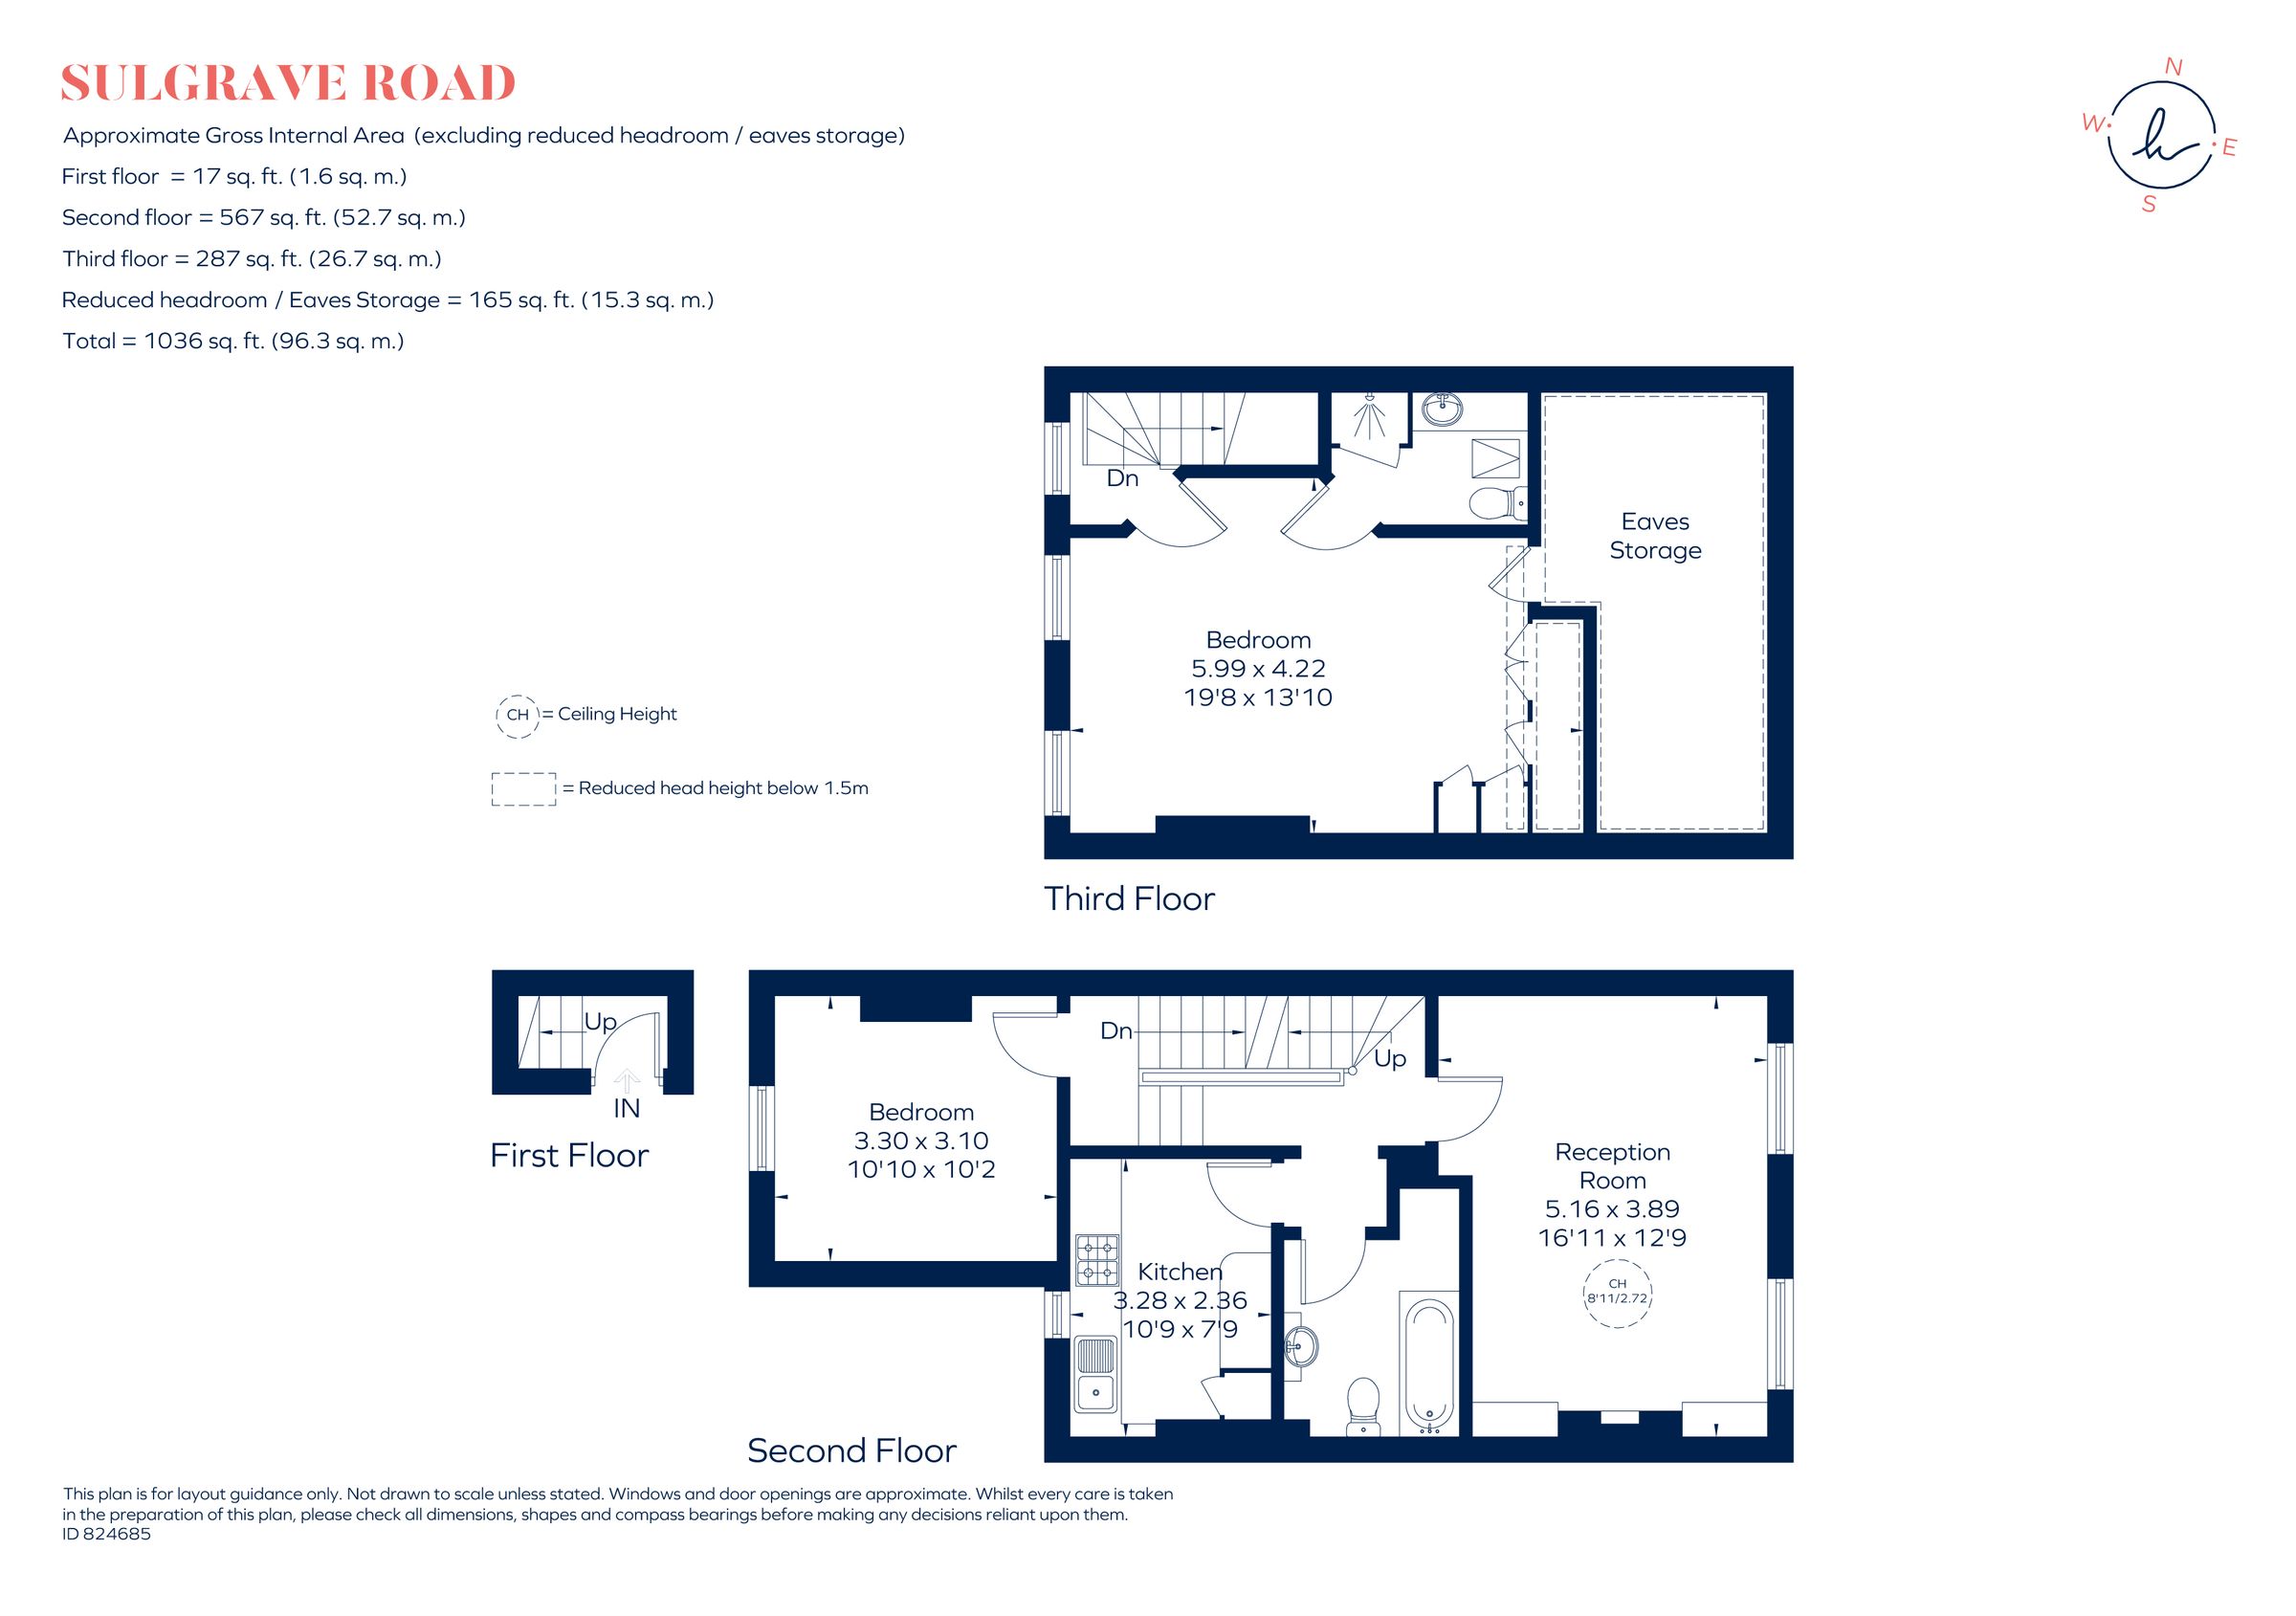 SULGRAVE ROAD
Approximate Gross Internal Area (excluding reduced headroom / eaves storage)
First floor = 17 sq. ft. (1.6 sq. m.)
Second floor = 567 sq. ft. (52.7 sq. m.)
Third floor = 287 sq. ft. (26.7 sq. m.)
Reduced headroom / Eaves Storage = 165 sq. ft. (15.3 sq. m.)
Total = 1036 sq. ft. (96.3 sq. m.)
N
W
h
E
S
Dn
Eaves
Storage
Bedroom
5.99 x 4.22
19'8 x 13'10
CH = Ceiling Height
= Reduced head height below 1.5m
Third Floor
Up
IN
First Floor
Dn
Up
Bedroom
3.30 x 3.10
10'10 x 10'2
Reception
Room
5.16 x 3.89
16'11 x 12'9
CH
8'11/2.72
Kitchen
3.28 x 2.36
10'9 x 7'9
Second Floor
This plan is for layout guidance only. Not drawn to scale unless stated. Windows and door openings are approximate. Whilst every care is taken
in the preparation of this plan, please check all dimensions, shapes and compass bearings before making any decisions reliant upon them.
ID 824685